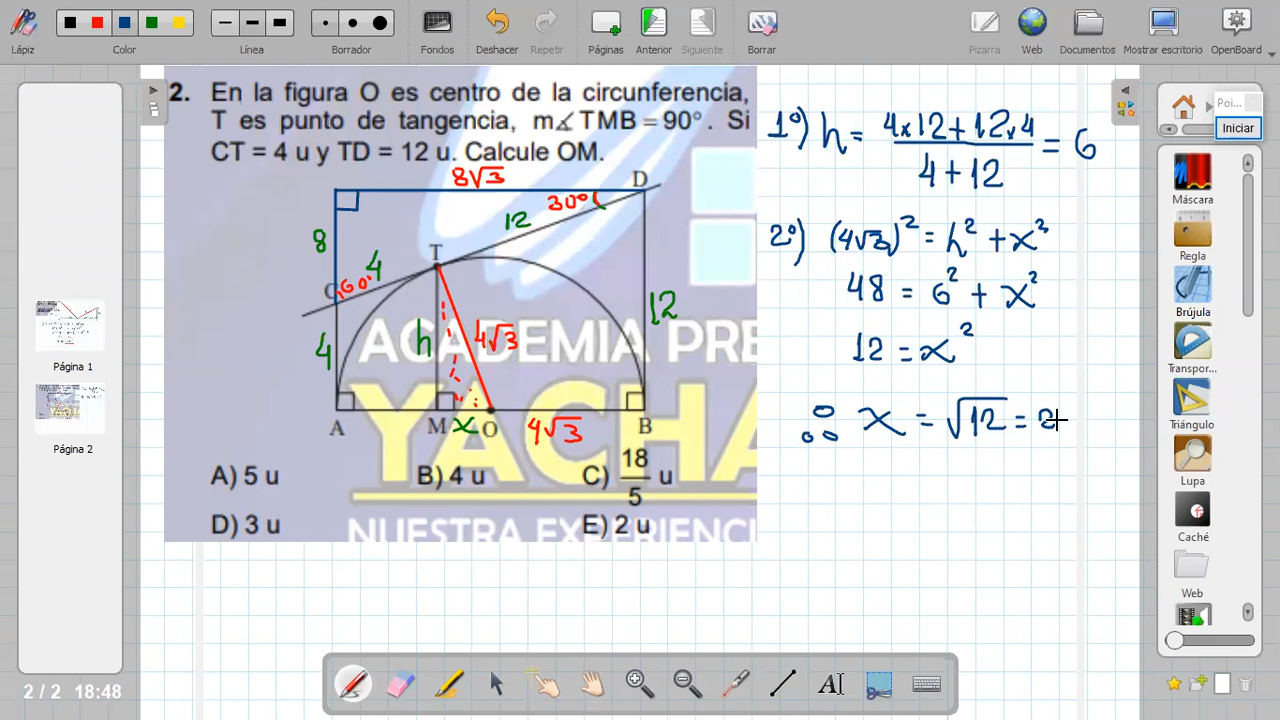 Lápiz
Color
Línea
Borrador
Fondos
Deshacer
Repetir
Páginas
Anterior
Siguiente
Borrar
Pizarra
Web
Documentos
Mostrar escritorio
OpenBoard
2. En la figura O es centro de la circunferencia,
T es punto de tangencia, m∡TMB = 90°. Si
CT = 4 u y TD = 12 u. Calcule OM.
8√3
D
30°
12
8
T
4
60°
C
12
4
h
4√3
A
M
x
O
4√3
B
A) 5 u
B) 4 u
C) 18/5 u
D) 3 u
E) 2 u
ACADEMIA PRE
YACHA
NUESTRA EXPERIENCI
1°) h = 4x12+12x4 / 4+12 = 6
2°) (4√3)² = h² + x²
48 = 6² + x²
12 = x²
∴ x = √12 = 2
Página 1
Página 2
2 / 2 18:48
Poi...
Iniciar
Máscara
Regla
Brújula
Transpor...
Triángulo
Lupa
Caché
Web
AI